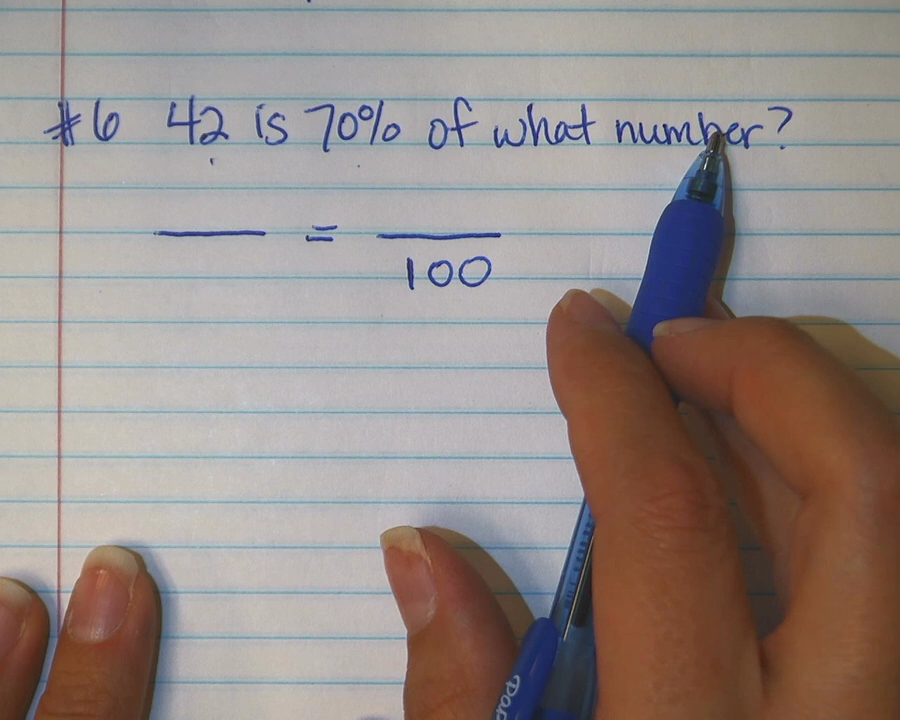 #6 42 is 70% of what number?
=
100